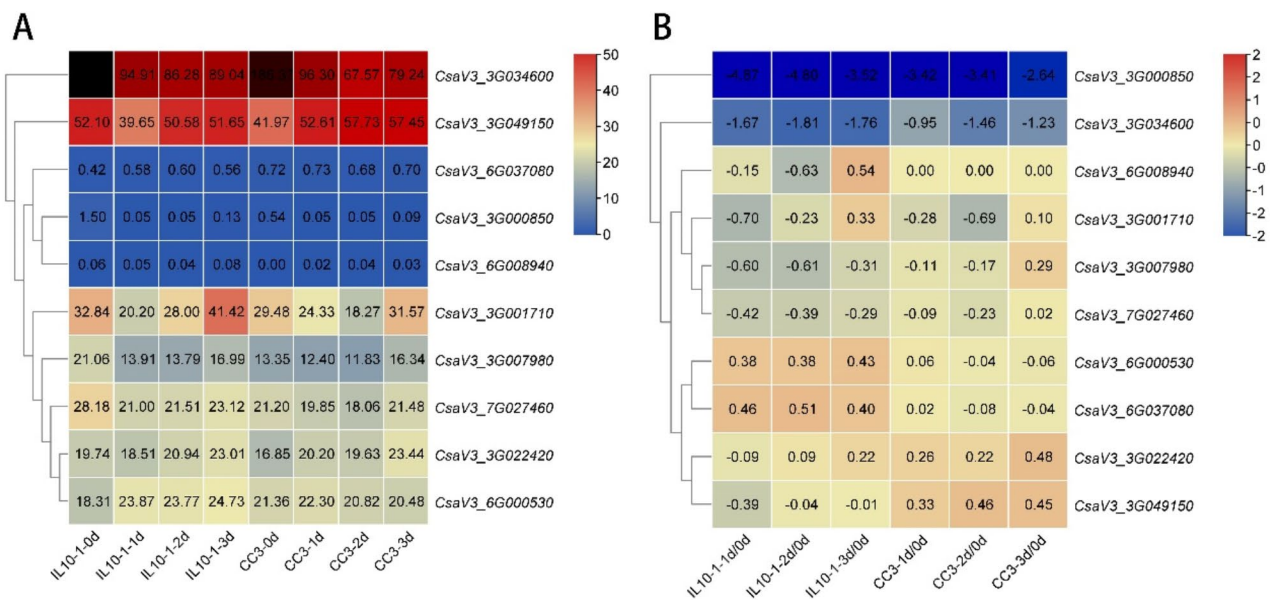 A
94.91 86.28 89.04 96.30 67.57 79.24 CsaV3_3G034600
52.10 39.65 50.58 51.65 41.97 52.61 57.73 57.45 CsaV3_3G049150
0.42 0.58 0.60 0.56 0.72 0.73 0.68 0.70 CsaV3_6G037080
1.50 0.05 0.05 0.13 0.54 0.05 0.05 0.09 CsaV3_3G000850
0.06 0.05 0.04 0.08 0.00 0.02 0.04 0.03 CsaV3_6G008940
32.84 20.20 28.00 41.42 29.48 24.33 18.27 31.57 CsaV3_3G001710
21.06 13.91 13.79 16.99 13.35 12.40 11.83 16.34 CsaV3_3G007980
28.18 21.00 21.51 23.12 21.20 19.85 18.06 21.48 CsaV3_7G027460
19.74 18.51 20.94 23.01 16.85 20.20 19.63 23.44 CsaV3_3G022420
18.31 23.87 23.77 24.73 21.36 22.30 20.82 20.48 CsaV3_6G000530
IL10-1-0d IL10-1-1d IL10-1-2d IL10-1-3d CC3-0d CC3-1d CC3-2d CC3-3d
50
40
30
20
10
0
B
-4.87 -4.80 -3.52 -3.42 -3.41 -2.64 CsaV3_3G000850
-1.67 -1.81 -1.76 -0.95 -1.46 -1.23 CsaV3_3G034600
-0.15 -0.63 0.54 0.00 0.00 0.00 CsaV3_6G008940
-0.70 -0.23 0.33 -0.28 -0.69 0.10 CsaV3_3G001710
-0.60 -0.61 -0.31 -0.11 -0.17 0.29 CsaV3_3G007980
-0.42 -0.39 -0.29 -0.09 -0.23 0.02 CsaV3_7G027460
0.38 0.38 0.43 0.06 -0.04 -0.06 CsaV3_6G000530
0.46 0.51 0.40 0.02 -0.08 -0.04 CsaV3_6G037080
-0.09 0.09 0.22 0.26 0.22 0.48 CsaV3_3G022420
-0.39 -0.04 -0.01 0.33 0.46 0.45 CsaV3_3G049150
IL10-1-1d/0d IL10-1-2d/0d IL10-1-3d/0d CC3-1d/0d CC3-2d/0d CC3-3d/0d
2
2
1
1
0
0
-0
-1
-1
-2
-2